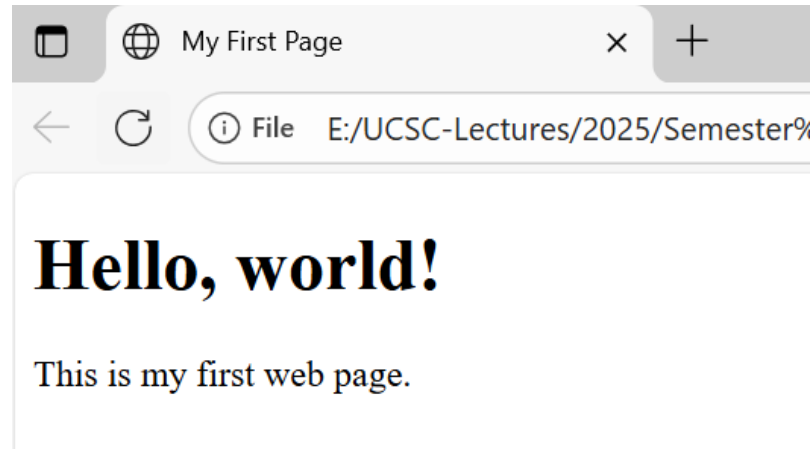 My First Page
File E:/UCSC-Lectures/2025/Semester%
Hello, world!
This is my first web page.